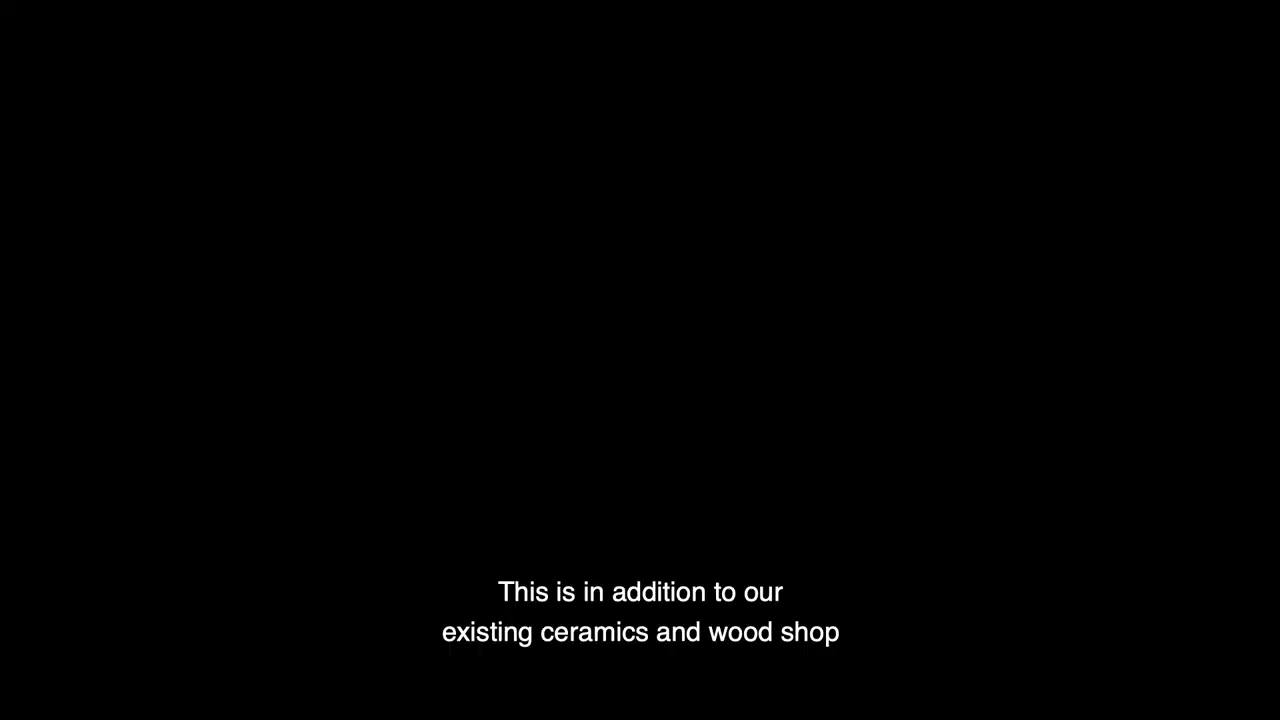 This is in addition to our
existing ceramics and wood shop